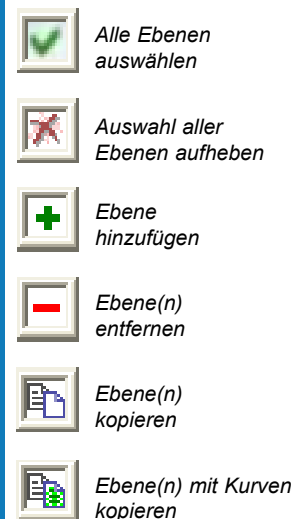 Alle Ebenen
auswählen
Auswahl aller
Ebenen aufheben
Ebene
hinzufügen
Ebene(n)
entfernen
Ebene(n)
kopieren
Ebene(n) mit Kurven
kopieren